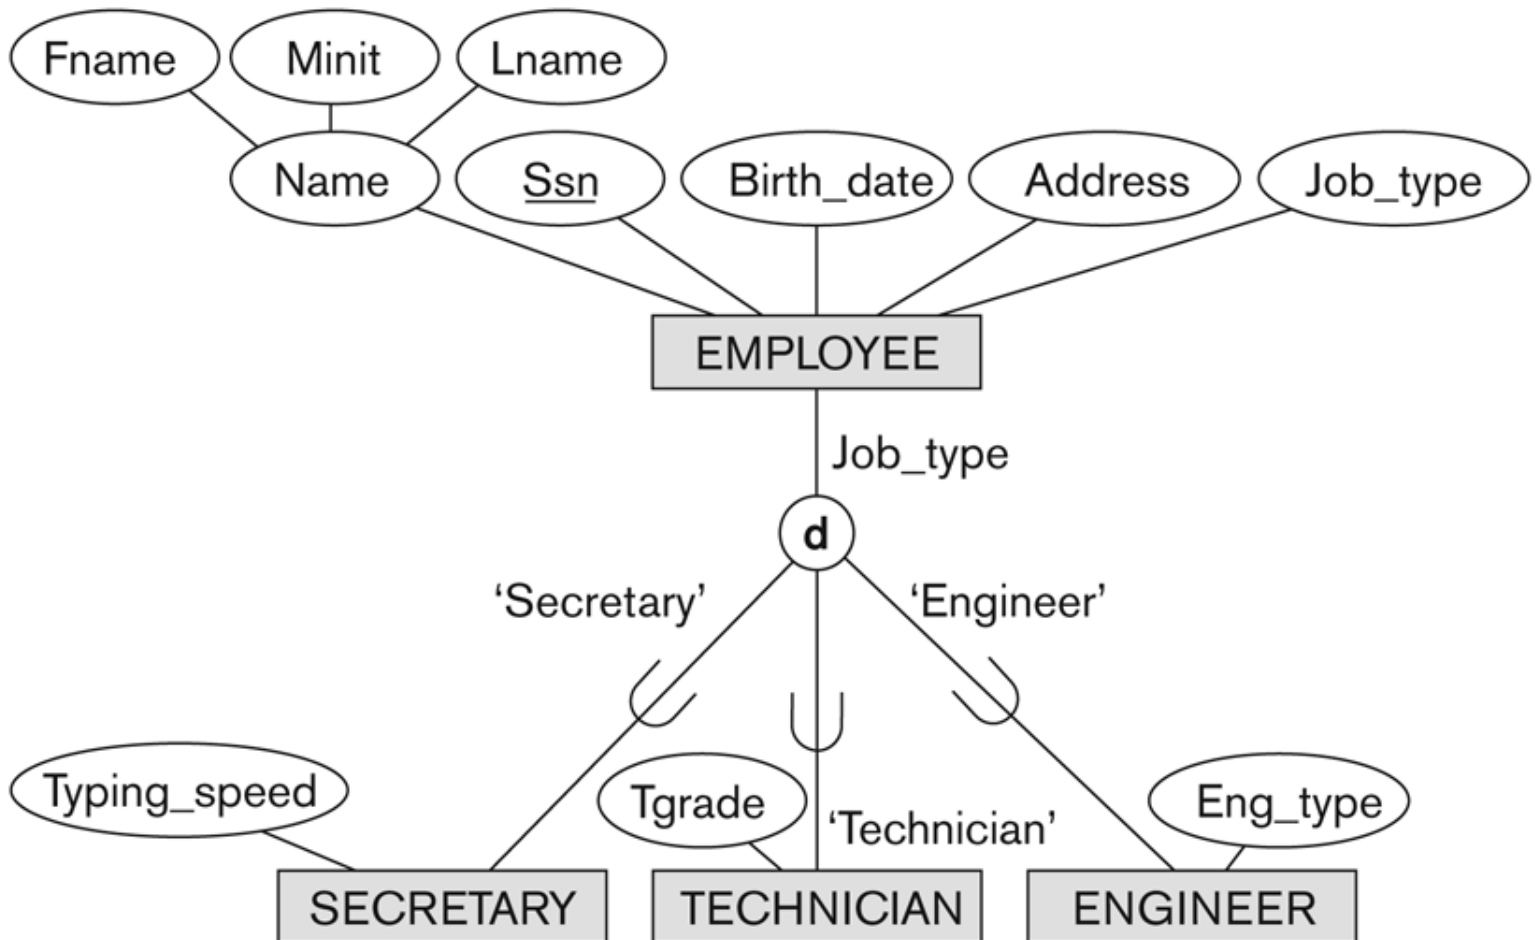 Fname Minit Lname
Name Ssn Birth_date Address Job_type
EMPLOYEE
Job_type
d
‘Secretary’ ‘Engineer’
Typing_speed Tgrade Eng_type
‘Technician’
SECRETARY TECHNICIAN ENGINEER